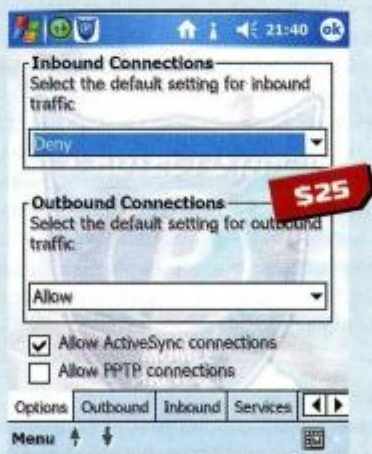 21:40 ok
Inbound Connections
Select the default setting for inbound
traffic
Deny
$25
Outbound Connections
Select the default setting for outbound
traffic
Allow
Allow ActiveSync connections
Allow PPTP connections
Options Outbound Inbound Services
Menu